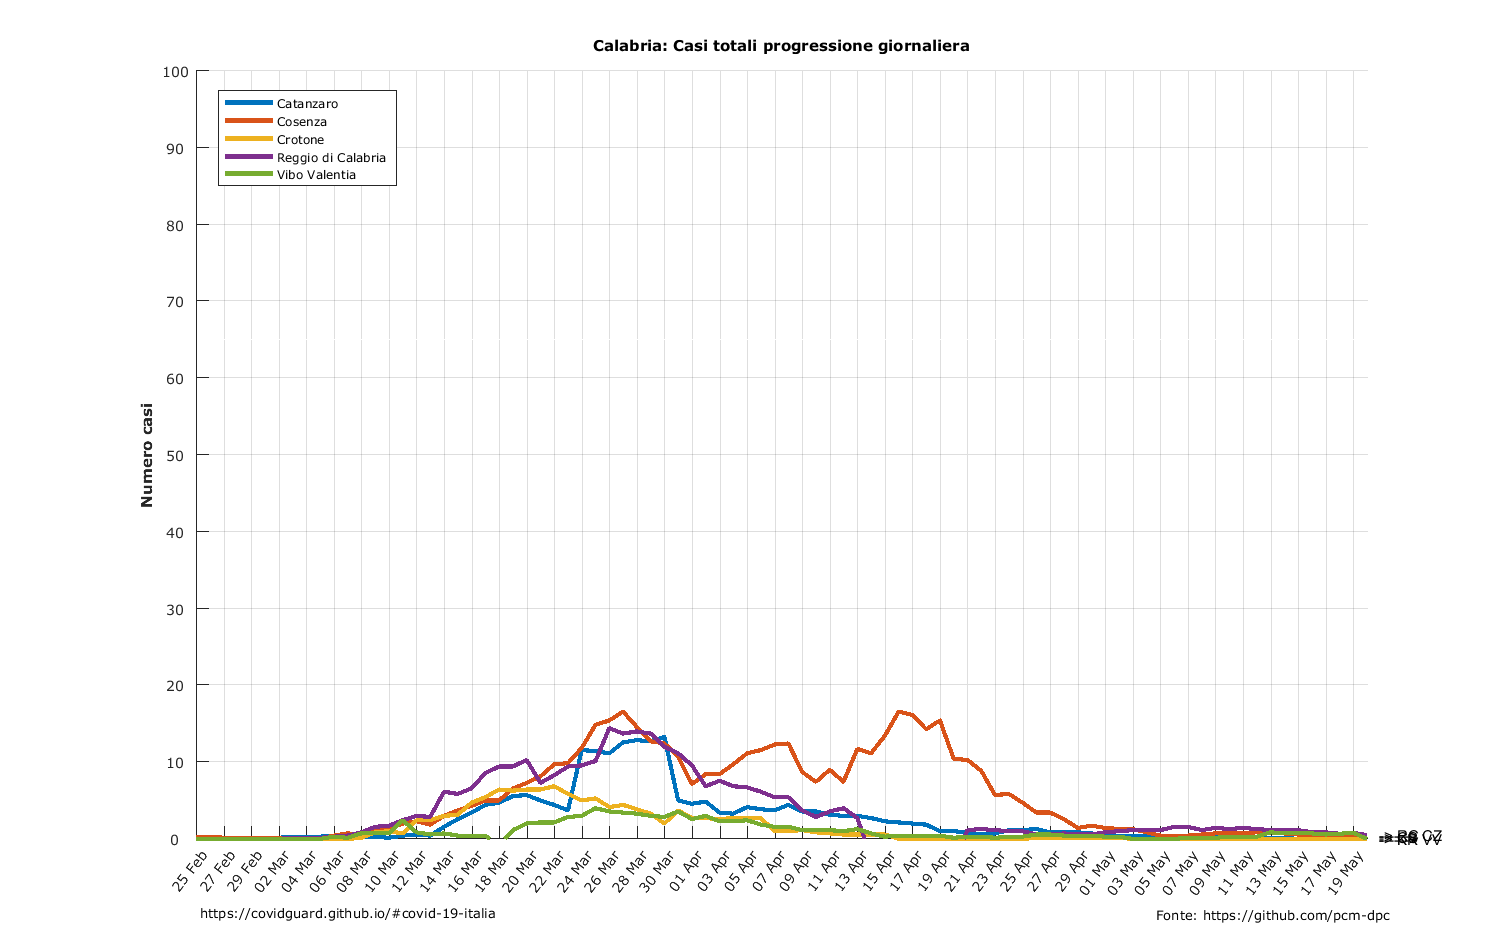 Calabria: Casi totali progressione giornaliera
100
90
80
70
60
50
40
30
20
10
0
Numero casi
Catanzaro
Cosenza
Crotone
Reggio di Calabria
Vibo Valentia
25 Feb
27 Feb
29 Feb
02 Mar
04 Mar
06 Mar
08 Mar
10 Mar
12 Mar
14 Mar
16 Mar
18 Mar
20 Mar
22 Mar
24 Mar
26 Mar
28 Mar
30 Mar
01 Apr
03 Apr
05 Apr
07 Apr
09 Apr
11 Apr
13 Apr
15 Apr
17 Apr
19 Apr
21 Apr
23 Apr
25 Apr
27 Apr
29 Apr
01 May
03 May
05 May
07 May
09 May
11 May
13 May
15 May
17 May
19 May
CZ
VV
https://covidguard.github.io/#covid-19-italia
Fonte: https://github.com/pcm-dpc